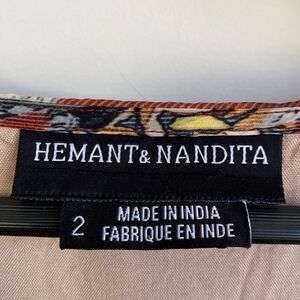 HEMANT & NANDITA
2
MADE IN INDIA
FABRIQUE EN INDE